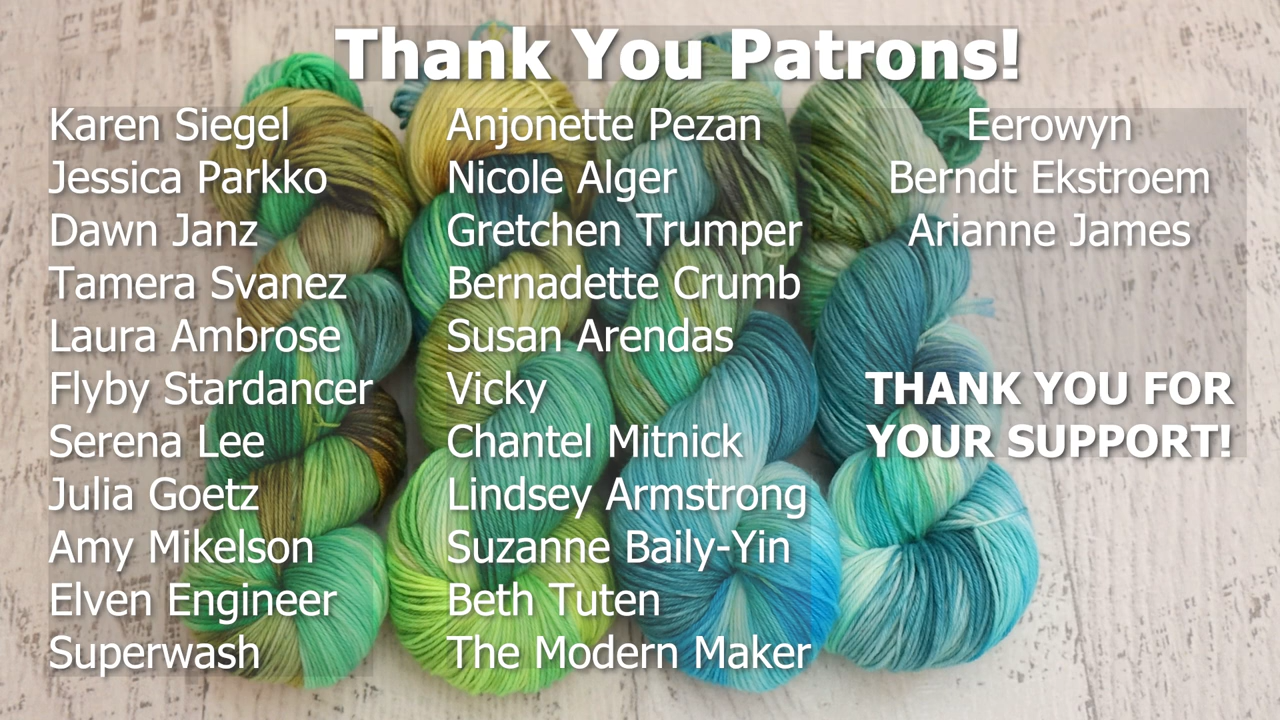 Thank You Patrons!
Karen Siegel
Jessica Parkko
Dawn Janz
Tamera Svanez
Laura Ambrose
Flyby Stardancer
Serena Lee
Julia Goetz
Amy Mikelson
Elven Engineer
Superwash
Anjonette Pezan
Nicole Alger
Gretchen Trumper
Bernadette Crumb
Susan Arendas
Vicky
Chantel Mitnick
Lindsey Armstrong
Suzanne Baily-Yin
Beth Tuten
The Modern Maker
Eerowyn
Berndt Ekstroem
Arianne James
THANK YOU FOR
YOUR SUPPORT!